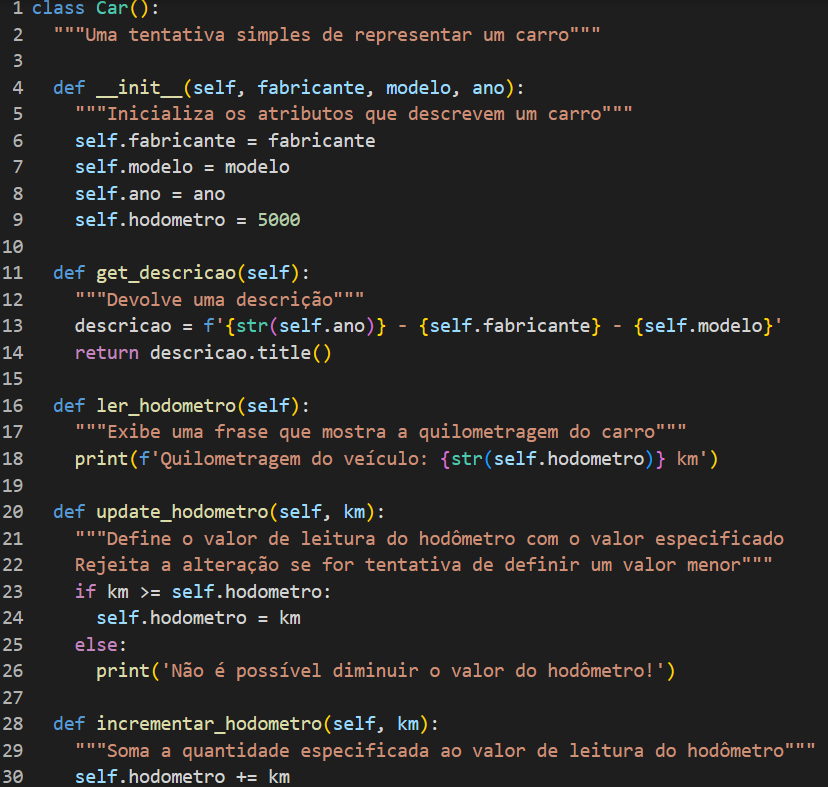 1 class Car():
2   """Uma tentativa simples de representar um carro"""
3
4   def __init__(self, fabricante, modelo, ano):
5     """Inicializa os atributos que descrevem um carro"""
6     self.fabricante = fabricante
7     self.modelo = modelo
8     self.ano = ano
9     self.hodometro = 5000
10
11   def get_descricao(self):
12     """Devolve uma descrição"""
13     descricao = f'{str(self.ano)} - {self.fabricante} - {self.modelo}'
14     return descricao.title()
15
16   def ler_hodometro(self):
17     """Exibe uma frase que mostra a quilometragem do carro"""
18     print(f'Quilometragem do veículo: {str(self.hodometro)} km')
19
20   def update_hodometro(self, km):
21     """Define o valor de leitura do hodômetro com o valor especificado
22     Rejeita a alteração se for tentativa de definir um valor menor"""
23     if km >= self.hodometro:
24       self.hodometro = km
25     else:
26       print('Não é possível diminuir o valor do hodômetro!')
27
28   def incrementar_hodometro(self, km):
29     """Soma a quantidade especificada ao valor de leitura do hodômetro"""
30     self.hodometro += km